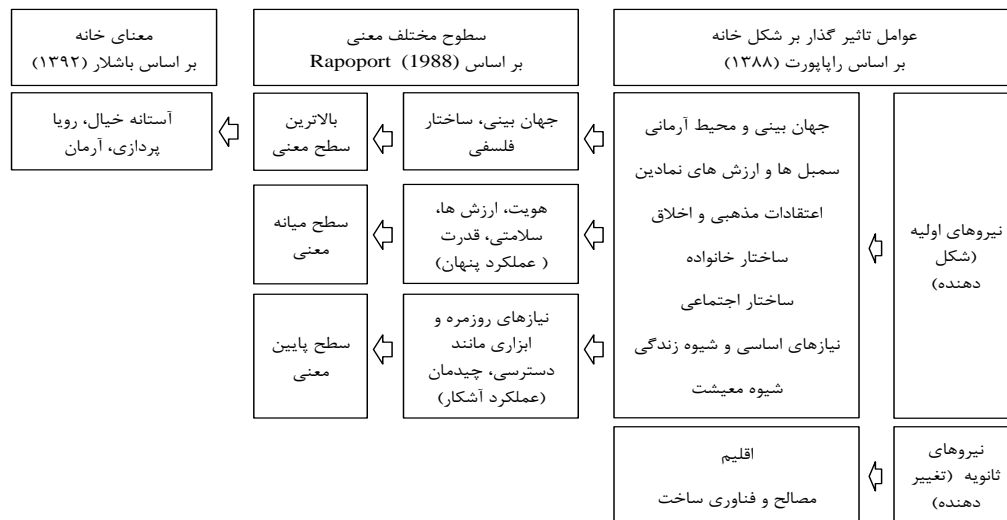 عوامل تاثیر گذار بر شکل خانه
بر اساس راپاپورت (۱۳۸۸)
سطوح مختلف معنی
بر اساس Rapoport (1988)
معنای خانه
بر اساس باشلار (۱۳۹۲)
نیروهای اولیه
(شکل
دهنده)
جهان بینی و محیط آرمانی
سمبل ها و ارزش های نمادین
اعتقادات مذهبی و اخلاق
ساختار خانواده
ساختار اجتماعی
نیازهای اساسی و شیوه زندگی
شیوه معیشت
جهان بینی، ساختار
فلسفی
بالاترین
سطح معنی
آستانه خیال، رویا
پردازی، آرمان
هویت، ارزش ها،
سلامتی، قدرت
( عملکرد پنهان)
سطح میانه
معنی
نیازهای روزمره و
ابزاری مانند
دسترسی، چیدمان
(عملکرد آشکار)
سطح پایین
معنی
نیروهای
ثانویه (تغییر
دهنده)
اقلیم
مصالح و فناوری ساخت